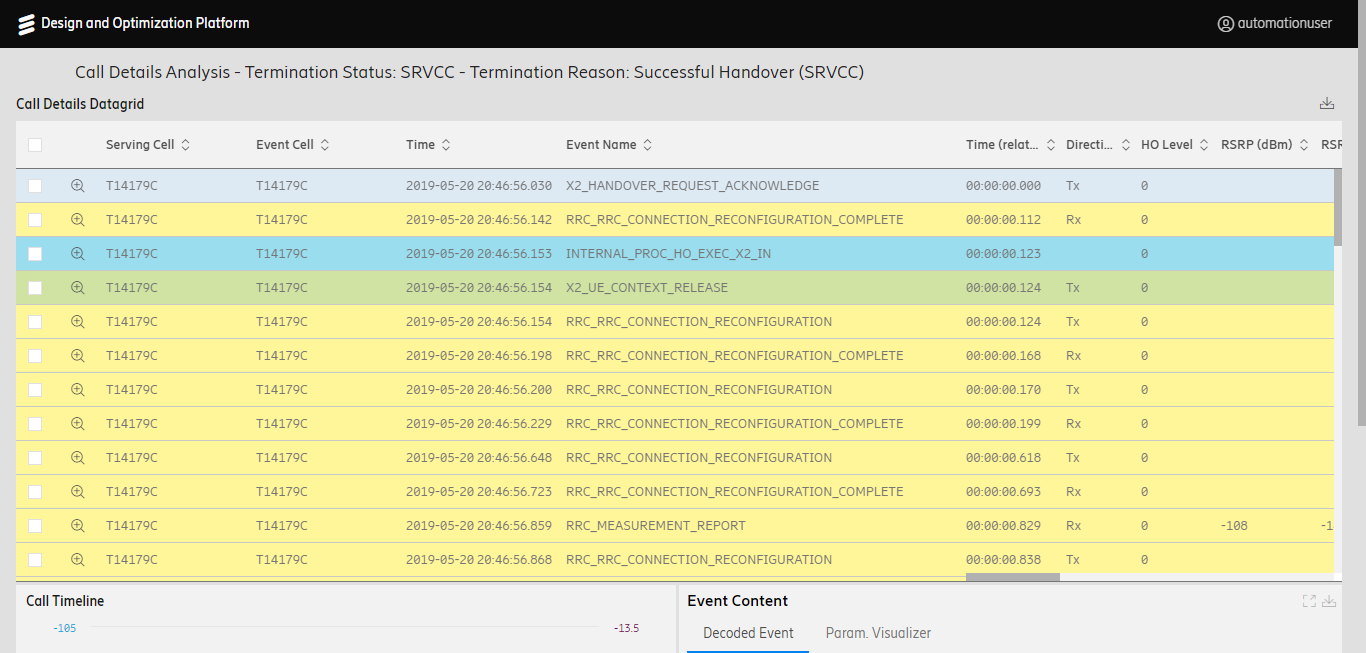 Design and Optimization Platform automationuser
Call Details Analysis - Termination Status: SRVCC - Termination Reason: Successful Handover (SRVCC)
Call Details Datagrid
Serving Cell Event Cell Time Event Name Time (relat... Directi... HO Level RSRP (dBm) RSR
T14179C T14179C 2019-05-20 20:46:56.030 X2_HANDOVER_REQUEST_ACKNOWLEDGE 00:00:00.000 Tx 0
T14179C T14179C 2019-05-20 20:46:56.142 RRC_RRC_CONNECTION_RECONFIGURATION_COMPLETE 00:00:00.112 Rx 0
T14179C T14179C 2019-05-20 20:46:56.153 INTERNAL_PROC_HO_EXEC_X2_IN 00:00:00.123 0
T14179C T14179C 2019-05-20 20:46:56.154 X2_UE_CONTEXT_RELEASE 00:00:00.124 Tx 0
T14179C T14179C 2019-05-20 20:46:56.154 RRC_RRC_CONNECTION_RECONFIGURATION 00:00:00.124 Tx 0
T14179C T14179C 2019-05-20 20:46:56.198 RRC_RRC_CONNECTION_RECONFIGURATION_COMPLETE 00:00:00.168 Rx 0
T14179C T14179C 2019-05-20 20:46:56.200 RRC_RRC_CONNECTION_RECONFIGURATION 00:00:00.170 Tx 0
T14179C T14179C 2019-05-20 20:46:56.229 RRC_RRC_CONNECTION_RECONFIGURATION_COMPLETE 00:00:00.199 Rx 0
T14179C T14179C 2019-05-20 20:46:56.648 RRC_RRC_CONNECTION_RECONFIGURATION 00:00:00.618 Tx 0
T14179C T14179C 2019-05-20 20:46:56.723 RRC_RRC_CONNECTION_RECONFIGURATION_COMPLETE 00:00:00.693 Rx 0
T14179C T14179C 2019-05-20 20:46:56.859 RRC_MEASUREMENT_REPORT 00:00:00.829 Rx 0 -108 -1
T14179C T14179C 2019-05-20 20:46:56.868 RRC_RRC_CONNECTION_RECONFIGURATION 00:00:00.838 Tx 0
Call Timeline
-105 -13.5
Event Content
Decoded Event Param. Visualizer